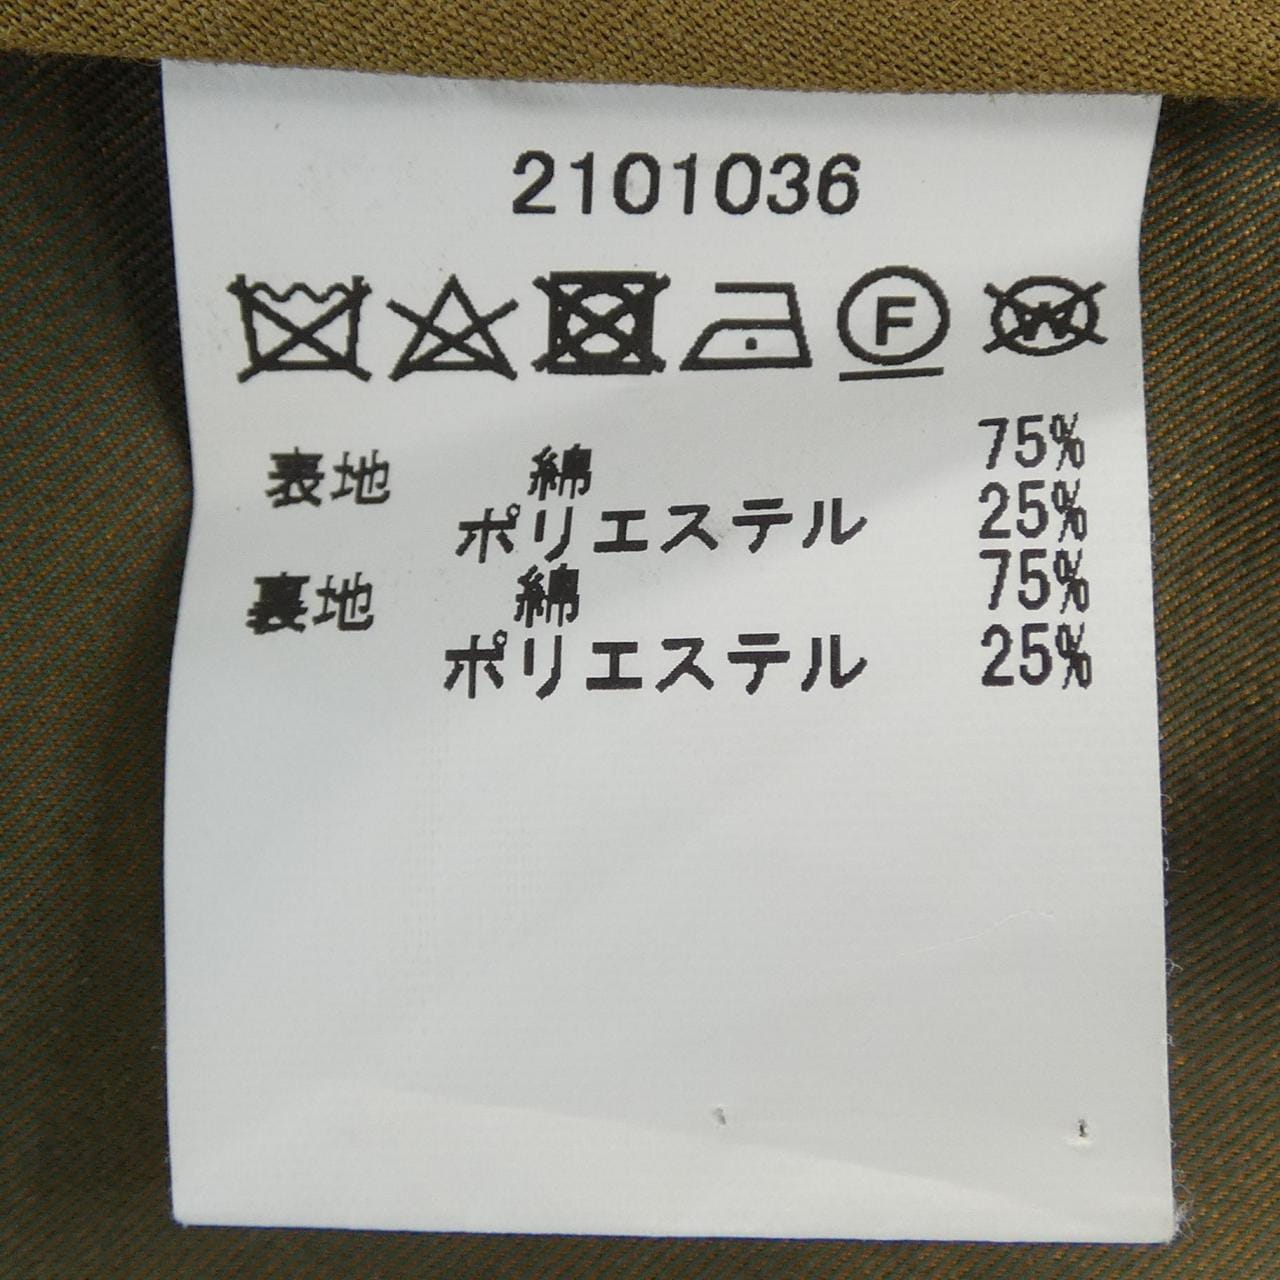 2101036
F W
表地 綿 75%
ポリエステル 25%
裏地 綿 75%
ポリエステル 25%